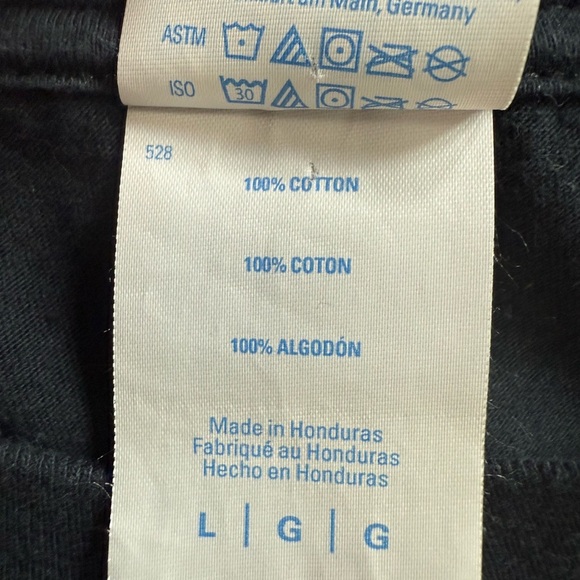 am Main, Germany
ASTM
ISO 30
528
100% COTTON
100% COTON
100% ALGODÓN
Made in Honduras
Fabriqué au Honduras
Hecho en Honduras
L | G | G